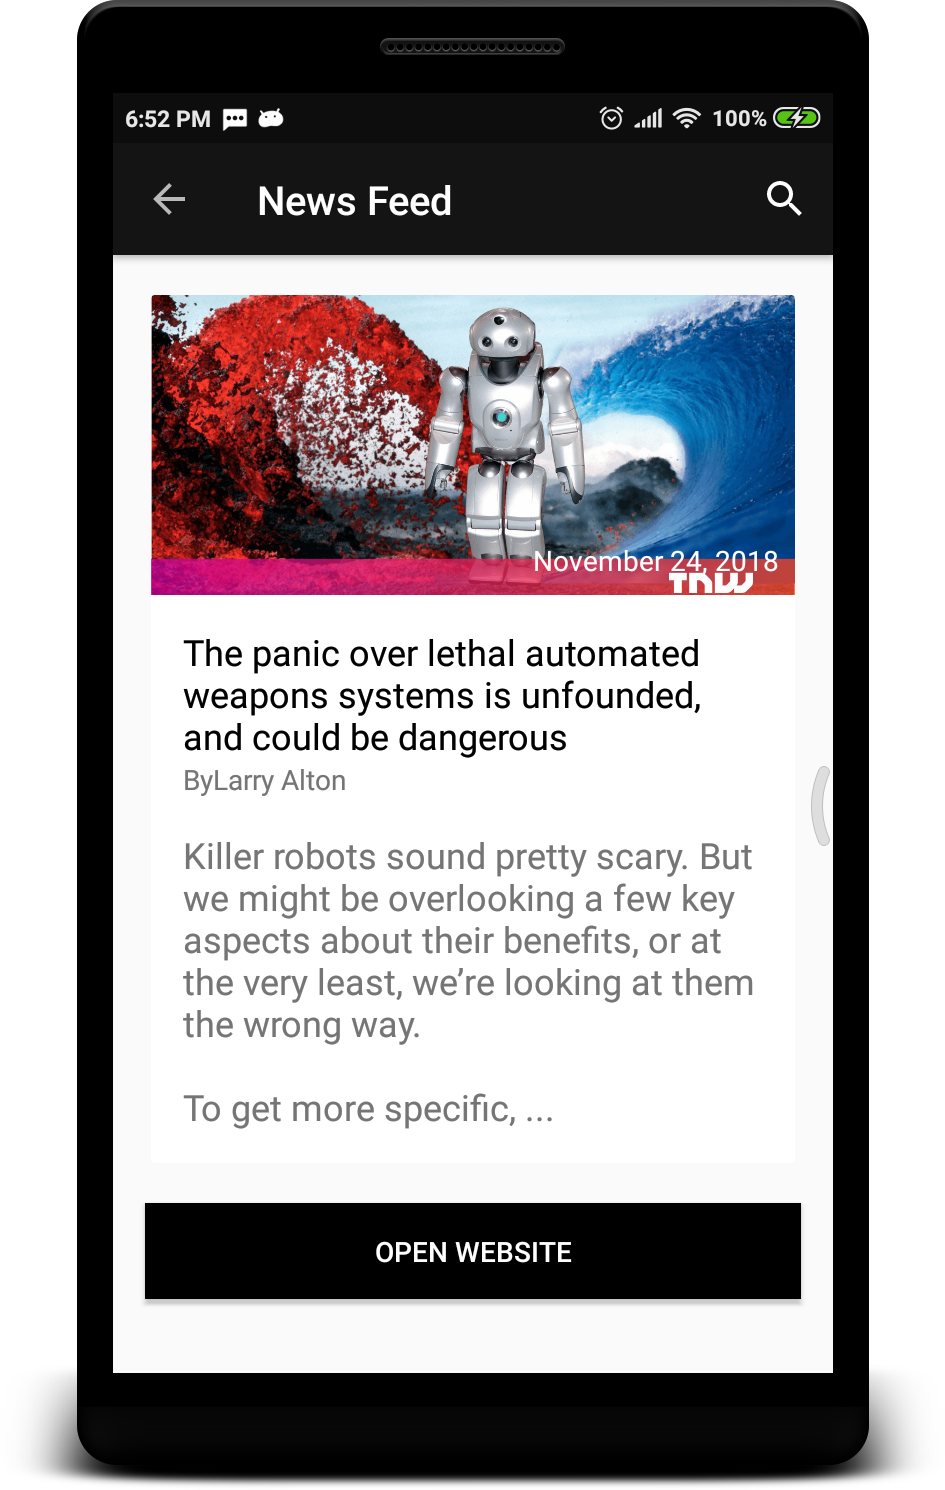 6:52 PM 100%
News Feed
November 24, 2018
TNW
The panic over lethal automated
weapons systems is unfounded,
and could be dangerous
ByLarry Alton
Killer robots sound pretty scary. But
we might be overlooking a few key
aspects about their benefits, or at
the very least, we’re looking at them
the wrong way.
To get more specific, ...
OPEN WEBSITE